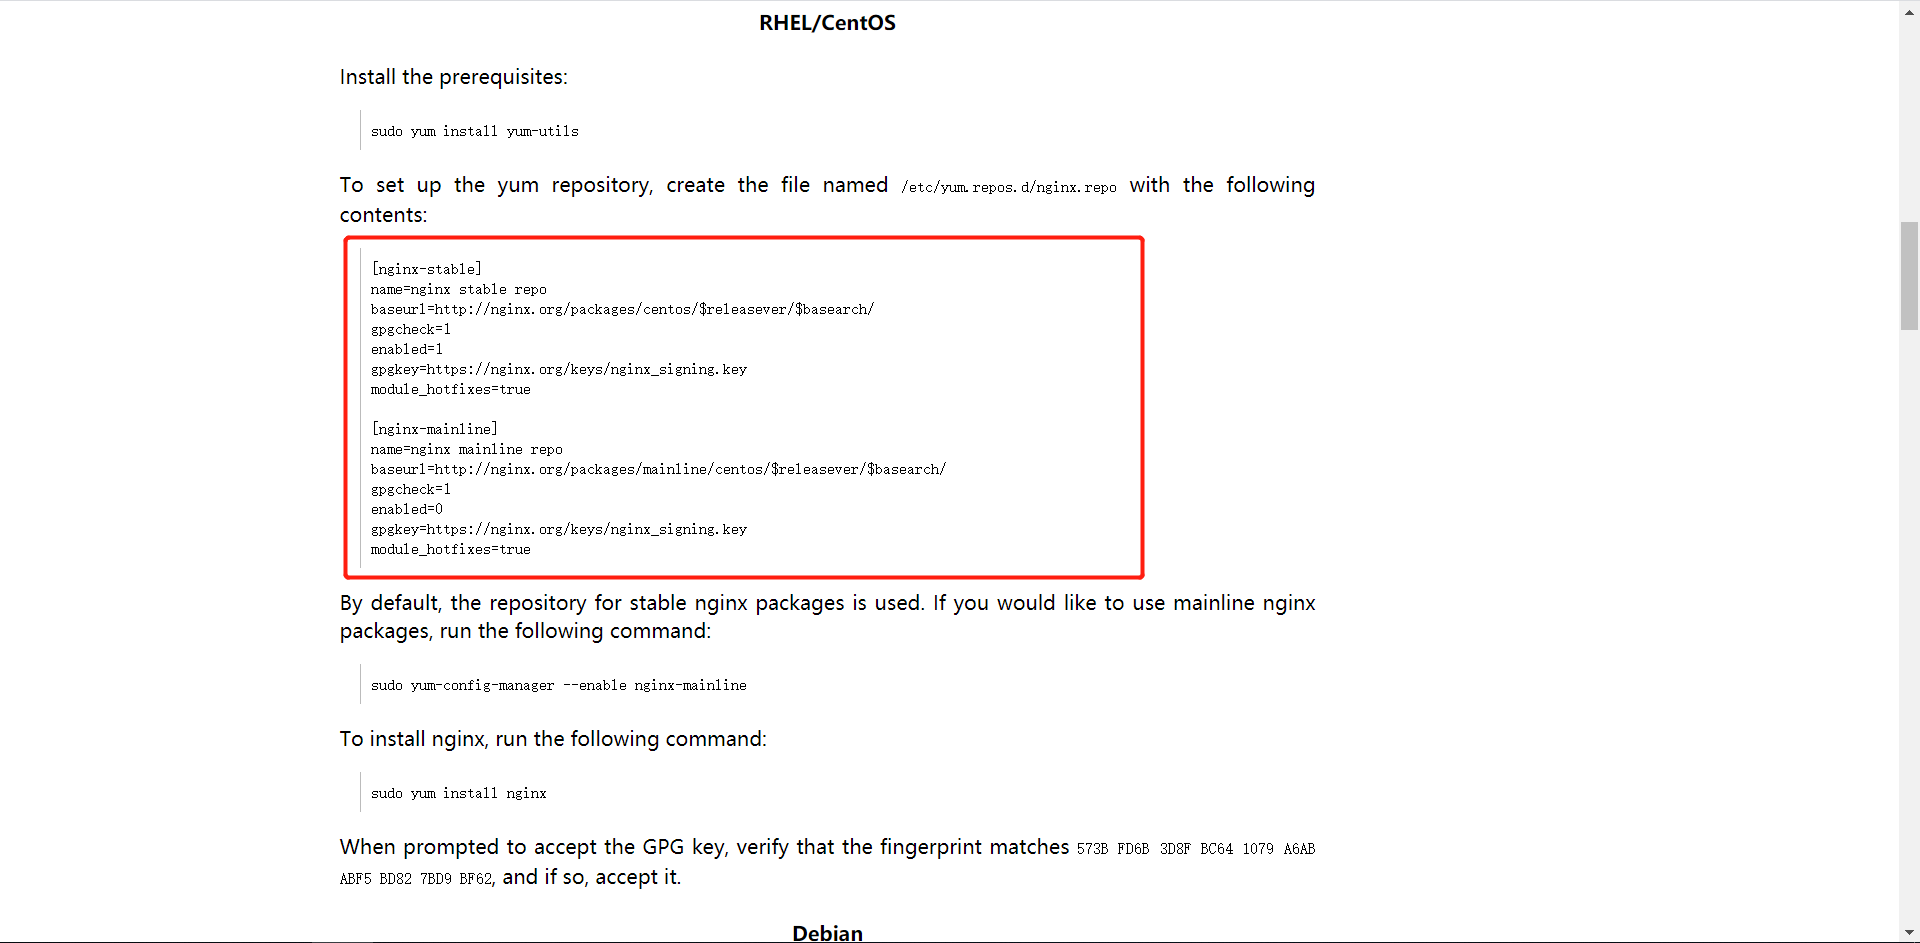 RHEL/CentOS
Install the prerequisites:
sudo yum install yum-utils
To set up the yum repository, create the file named /etc/yum.repos.d/nginx.repo with the following
contents:
[nginx-stable]
name=nginx stable repo
baseurl=http://nginx.org/packages/centos/$releasever/$basearch/
gpgcheck=1
enabled=1
gpgkey=https://nginx.org/keys/nginx_signing.key
module_hotfixes=true
[nginx-mainline]
name=nginx mainline repo
baseurl=http://nginx.org/packages/mainline/centos/$releasever/$basearch/
gpgcheck=1
enabled=0
gpgkey=https://nginx.org/keys/nginx_signing.key
module_hotfixes=true
By default, the repository for stable nginx packages is used. If you would like to use mainline nginx
packages, run the following command:
sudo yum-config-manager --enable nginx-mainline
To install nginx, run the following command:
sudo yum install nginx
When prompted to accept the GPG key, verify that the fingerprint matches 573B FD6B 3D8F BC64 1079 A6AB
ABF5 BD82 7BD9 BF62, and if so, accept it.
Debian